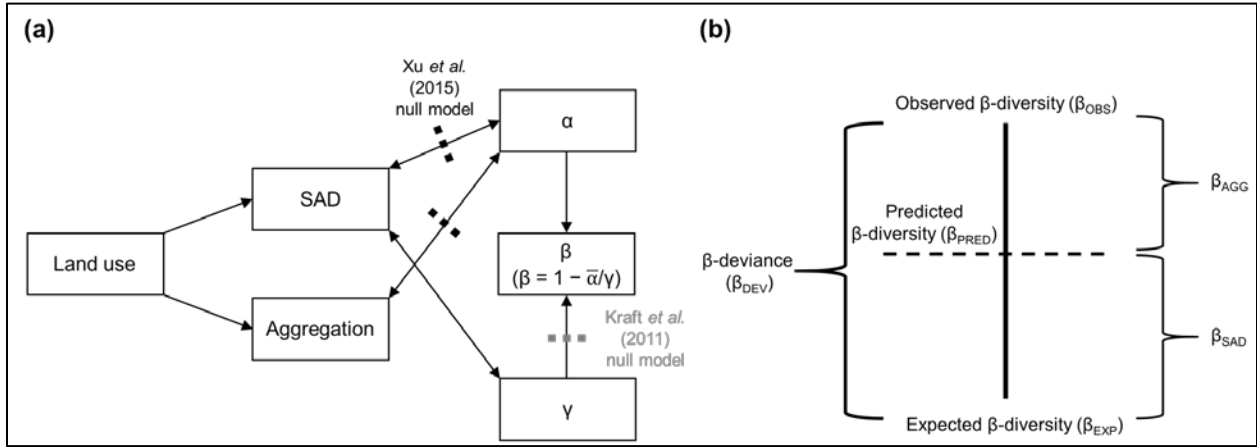 (a)
Xu et al.
(2015)
null model
α
SAD
Land use
β
(β = 1 − α̅/γ)
Aggregation
Kraft et al.
(2011)
null model
γ
(b)
Observed β-diversity (βOBS)
βAGG
Predicted
β-diversity (βPRED)
β-deviance
(βDEV)
βSAD
Expected β-diversity (βEXP)